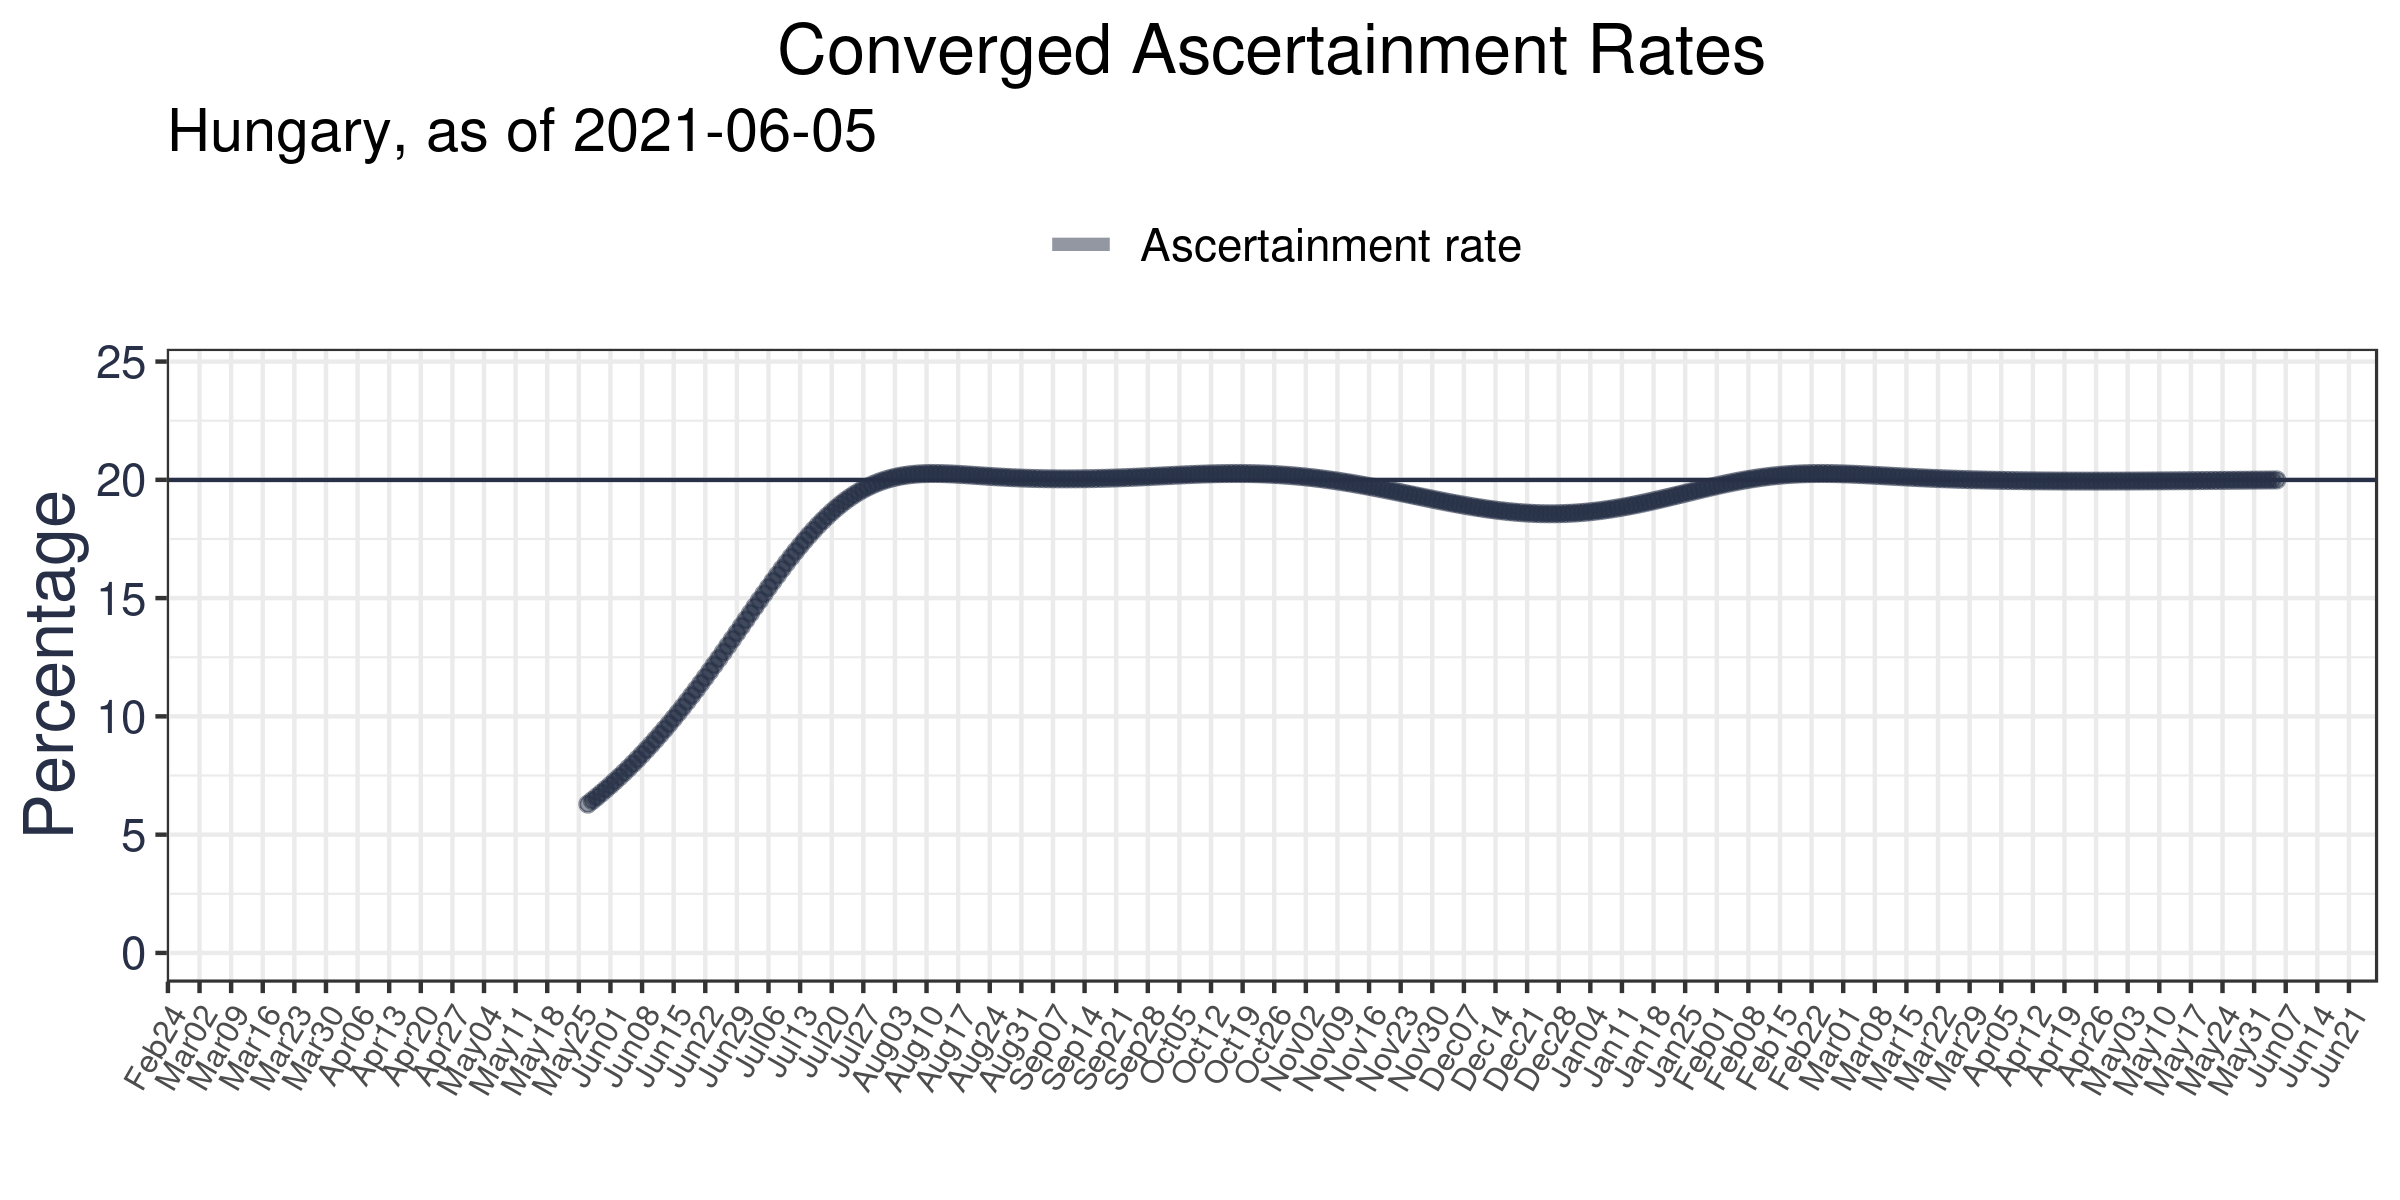 Converged Ascertainment Rates
Hungary, as of 2021-06-05
Ascertainment rate
Percentage
25
20
15
10
5
0
Feb24
Mar02
Mar09
Mar16
Mar23
Mar30
Apr06
Apr13
Apr20
Apr27
May04
May11
May18
May25
Jun01
Jun08
Jun15
Jun22
Jun29
Jul06
Jul13
Jul20
Jul27
Aug03
Aug10
Aug17
Aug24
Aug31
Sep07
Sep14
Sep21
Sep28
Oct05
Oct12
Oct19
Oct26
Nov02
Nov09
Nov16
Nov23
Nov30
Dec07
Dec14
Dec21
Dec28
Jan04
Jan11
Jan18
Jan25
Feb01
Feb08
Feb15
Feb22
Mar01
Mar08
Mar15
Mar22
Mar29
Apr05
Apr12
Apr19
Apr26
May03
May10
May17
May24
May31
Jun07
Jun14
Jun21